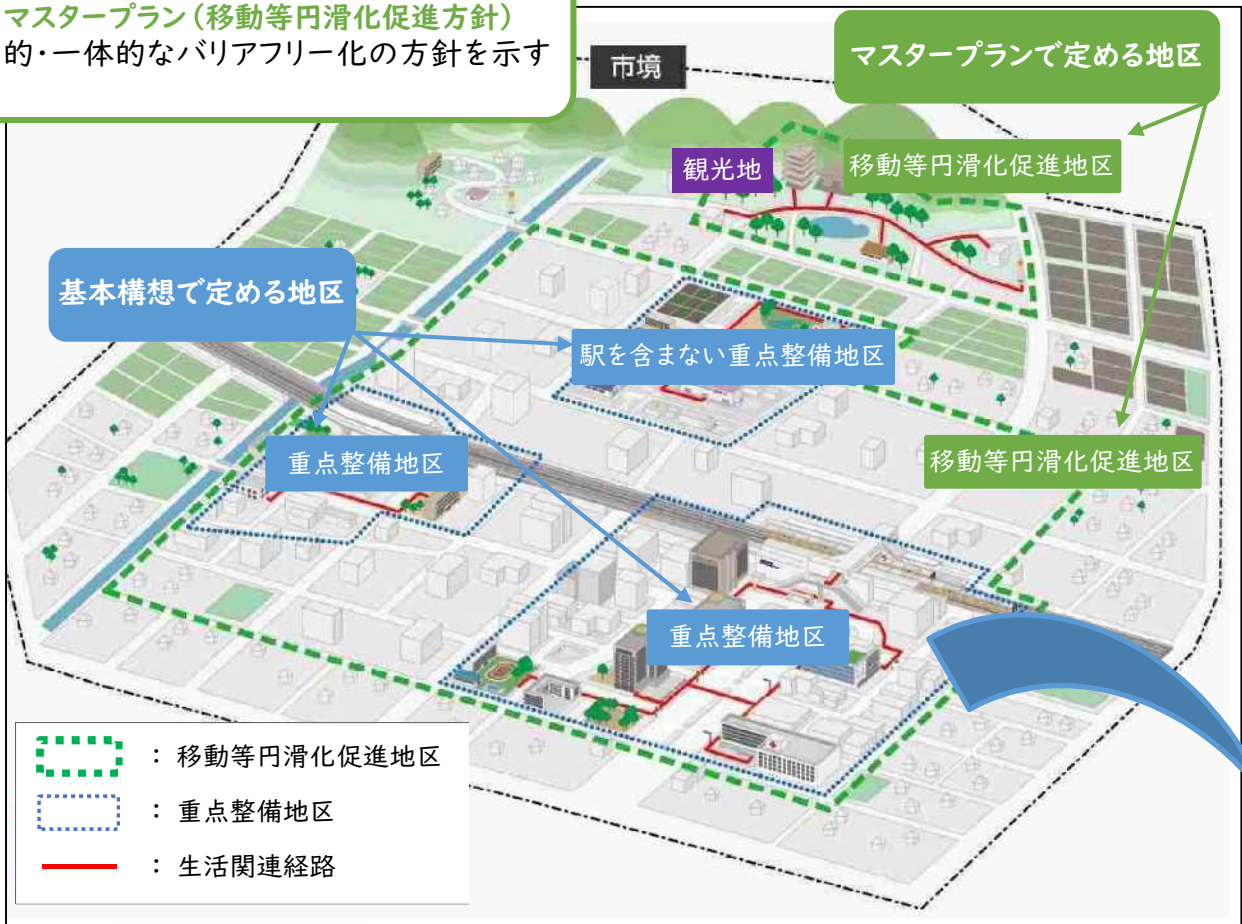 マスタープラン(移動等円滑化促進方針)
的・一体的なバリアフリー化の方針を示す
市境
マスタープランで定める地区
観光地
移動等円滑化促進地区
基本構想で定める地区
駅を含まない重点整備地区
重点整備地区
移動等円滑化促進地区
重点整備地区
:移動等円滑化促進地区
:重点整備地区
:生活関連経路